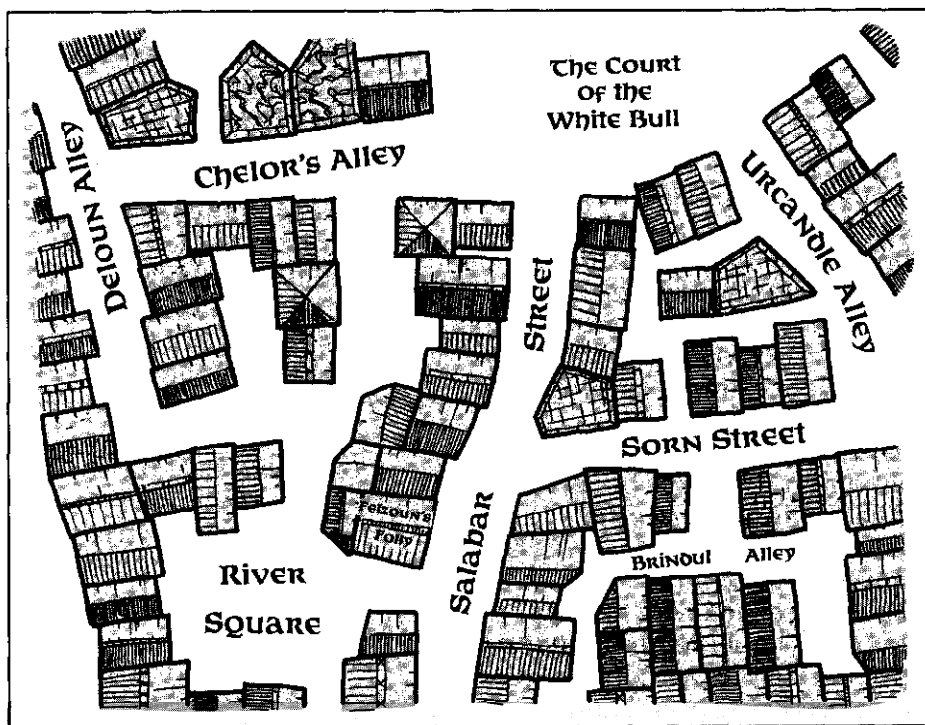 The Court
of the
White Bull
Chelor's Alley
Deloun Alley
Urcandle Alley
Street
Sorn Street
Felzoun's
Folly
Salabar
Brindul Alley
River
Square